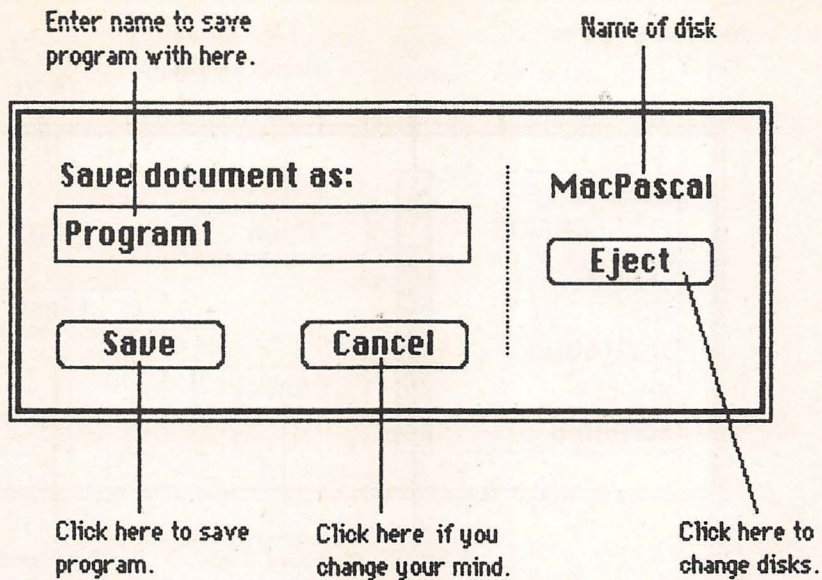 Enter name to save
program with here.
Name of disk
Save document as:
MacPascal
Program1
Eject
Save
Cancel
Click here to save
program.
Click here if you
change your mind.
Click here to
change disks.